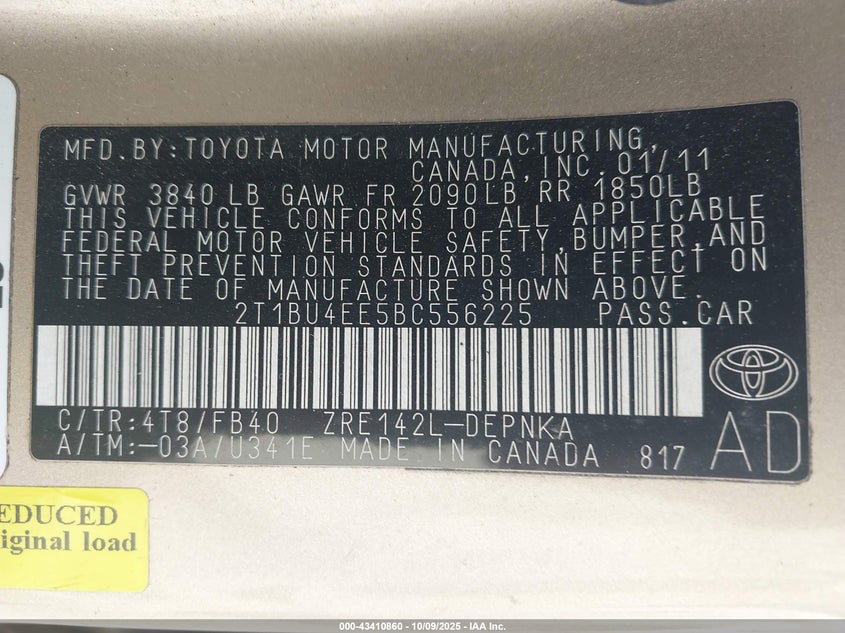 MFD.BY:TOYOTA MOTOR MANUFACTURING,
CANADA,INC. 01/11
GVWR 3840 LB GAWR FR 2090LB RR 1850LB
THIS VEHICLE CONFORMS TO ALL APPLICABLE
FEDERAL MOTOR VEHICLE SAFETY,BUMPER,AND
THEFT PREVENTION STANDARDS IN EFFECT ON
THE DATE OF MANUFACTURE SHOWN ABOVE.
2T1BU4EE5BC556225 PASS.CAR
C/TR:4T8/FB40 ZRE142L-DEPNKA
A/TM:-03A/U341E MADE IN CANADA 817
AD
EDUCED
iginal load
000-43410860 - 10/09/2025 - IAA Inc.